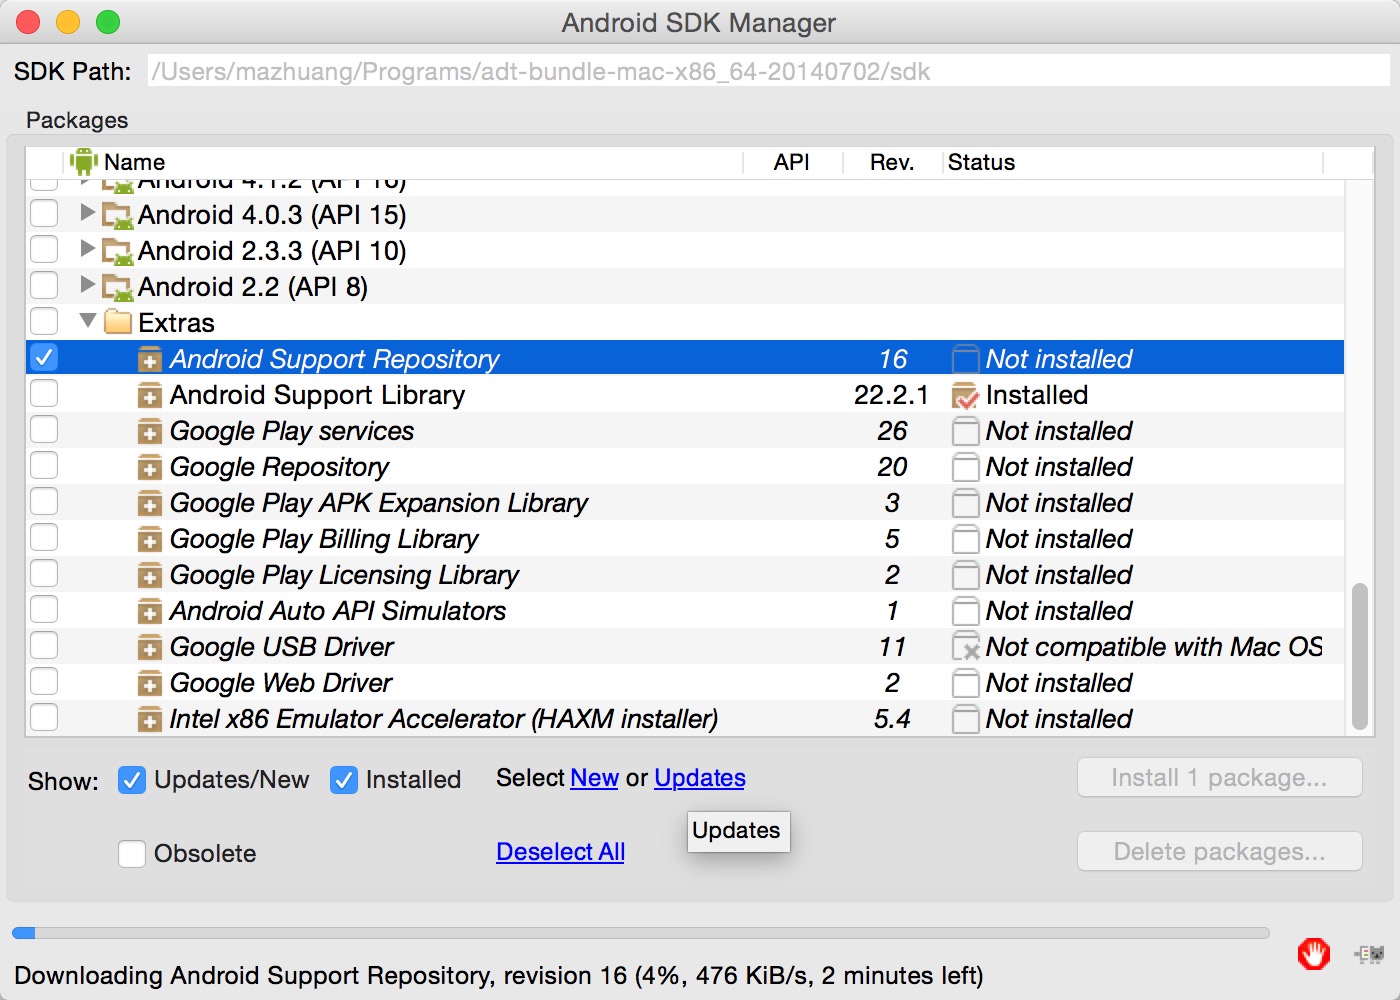 Android SDK Manager
SDK Path: /Users/mazhuang/Programs/adt-bundle-mac-x86_64-20140702/sdk
Packages
Name API Rev. Status
Android 4.1.2 (API 16)
Android 4.0.3 (API 15)
Android 2.3.3 (API 10)
Android 2.2 (API 8)
Extras
Android Support Repository 16 Not installed
Android Support Library 22.2.1 Installed
Google Play services 26 Not installed
Google Repository 20 Not installed
Google Play APK Expansion Library 3 Not installed
Google Play Billing Library 5 Not installed
Google Play Licensing Library 2 Not installed
Android Auto API Simulators 1 Not installed
Google USB Driver 11 Not compatible with Mac OS
Google Web Driver 2 Not installed
Intel x86 Emulator Accelerator (HAXM installer) 5.4 Not installed
Show: Updates/New Installed Select New or Updates Install 1 package...
Updates
Obsolete Deselect All Delete packages...
Downloading Android Support Repository, revision 16 (4%, 476 KiB/s, 2 minutes left)